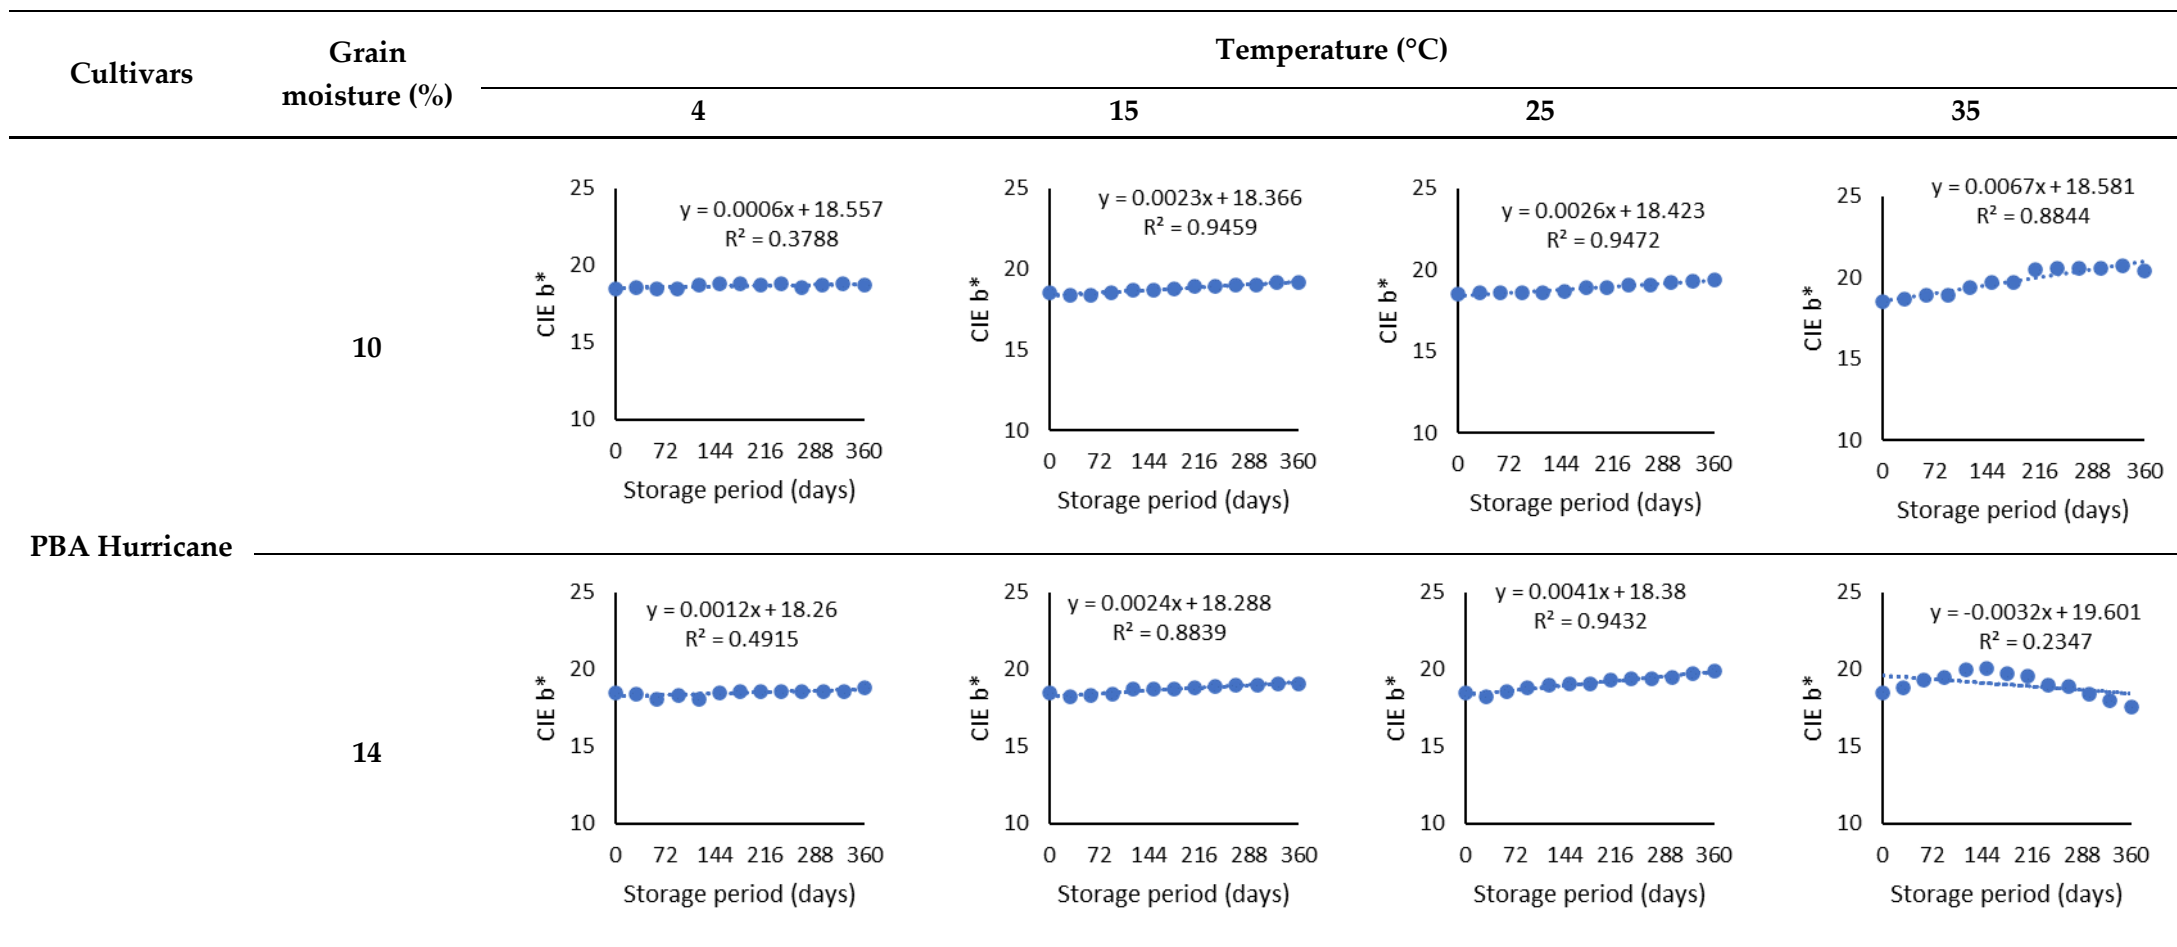 Cultivars
Grain
moisture (%)
Temperature (°C)
4
15
25
35
25
20
15
10
CIE b*
y = 0.0006x + 18.557
R² = 0.3788
0 72 144 216 288 360
Storage period (days)
25
20
15
10
CIE b*
y = 0.0023x + 18.366
R² = 0.9459
0 72 144 216 288 360
Storage period (days)
25
20
15
10
CIE b*
y = 0.0026x + 18.423
R² = 0.9472
0 72 144 216 288 360
Storage period (days)
25
20
15
10
CIE b*
y = 0.0067x + 18.581
R² = 0.8844
0 72 144 216 288 360
Storage period (days)
10
PBA Hurricane
25
20
15
10
CIE b*
y = 0.0012x + 18.26
R² = 0.4915
0 72 144 216 288 360
Storage period (days)
25
20
15
10
CIE b*
y = 0.0024x + 18.288
R² = 0.8839
0 72 144 216 288 360
Storage period (days)
25
20
15
10
CIE b*
y = 0.0041x + 18.38
R² = 0.9432
0 72 144 216 288 360
Storage period (days)
25
20
15
10
CIE b*
y = -0.0032x + 19.601
R² = 0.2347
0 72 144 216 288 360
Storage period (days)
14